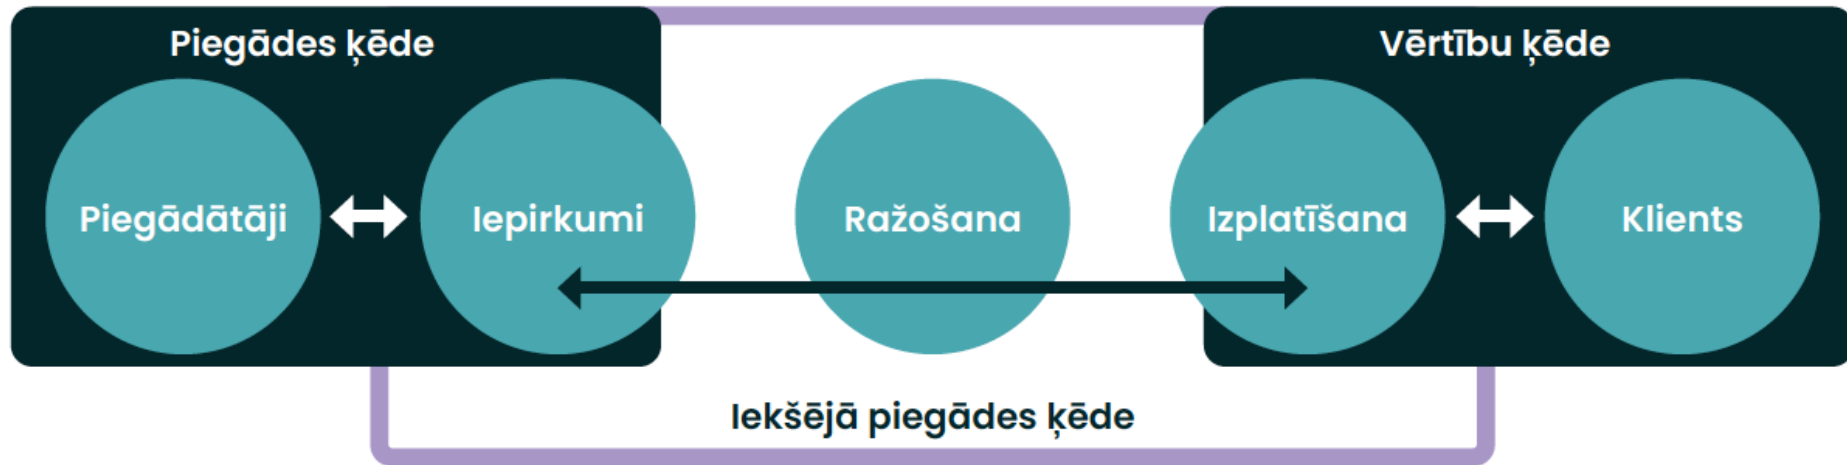 Piegādes ķēde
Vērtību ķēde
Piegādātāji
Iepirkumi
Ražošana
Izplatīšana
Klients
Iekšējā piegādes ķēde